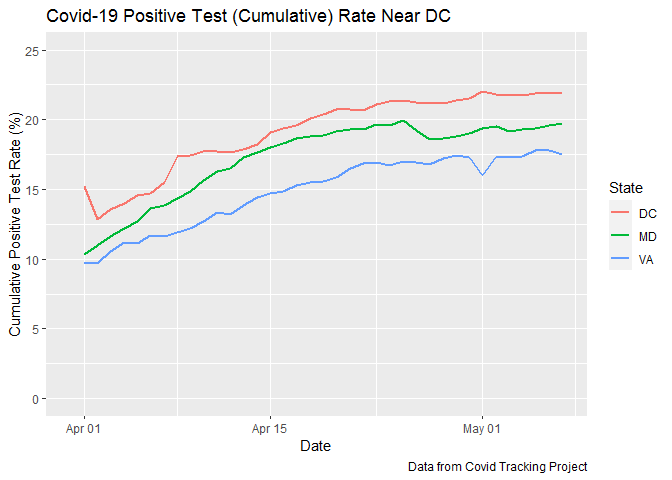 Covid-19 Positive Test (Cumulative) Rate Near DC
Cumulative Positive Test Rate (%)
25
20
15
10
5
0
Apr 01
Apr 15
May 01
Date
State
DC
MD
VA
Data from Covid Tracking Project